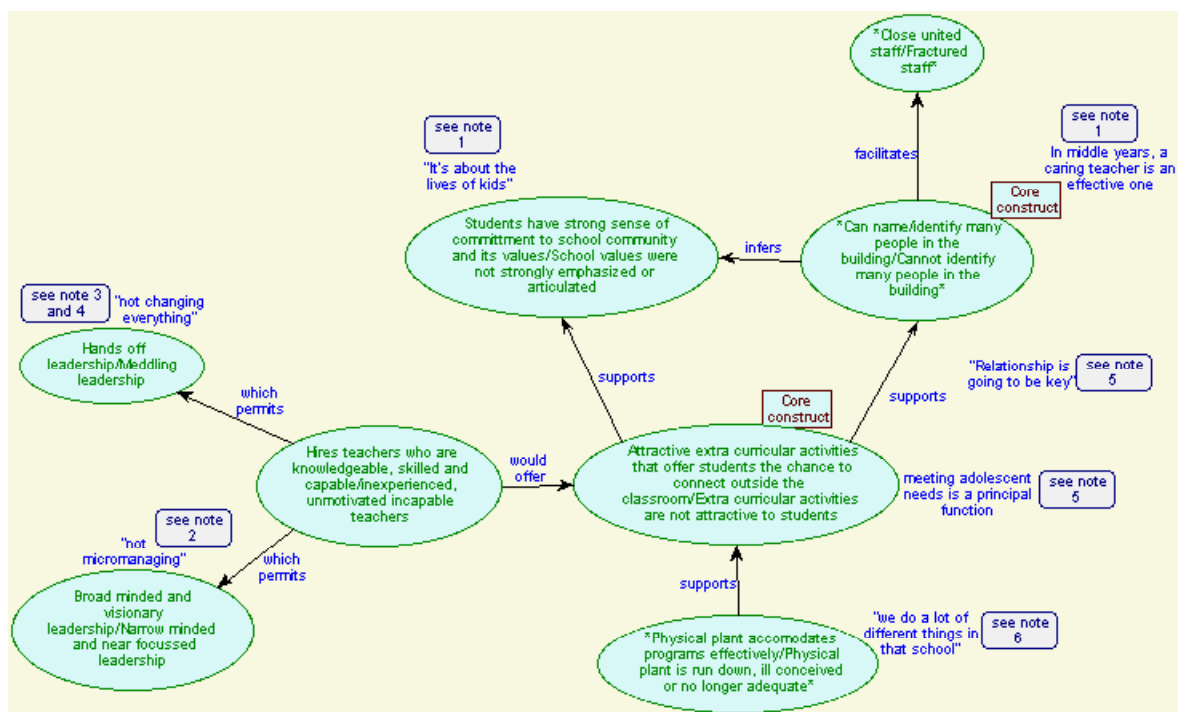 *Close united
staff/Fractured
staff*
see note
1
"It's about the
lives of kids"
facilitates
see note
1
In middle years, a
caring teacher is an
effective one
Core
construct
Students have strong sense of
committment to school community
and its values/School values were
not strongly emphasized or
articulated
infers
*Can name/identify many
people in the
building/Cannot identify
many people in the
building*
see note 3
and 4
"not changing
everything"
Hands off
leadership/Meddling
leadership
which
permits
supports
"Relationship is
going to be key"
see note
5
supports
Core
construct
Hires teachers who are
knowledgeable, skilled and
capable/inexperienced,
unmotivated incapable
teachers
would
offer
Attractive extra curricular activities
that offer students the chance to
connect outside the
classroom/Extra curricular activities
are not attractive to students
meeting adolescent
needs is a principal
function
see note
5
see note
2
"not
micromanaging"
which
permits
Broad minded and
visionary
leadership/Narrow minded
and near focussed
leadership
supports
*Physical plant accomodates
programs effectively/Physical
plant is run down, ill conceived
or no longer adequate*
"we do a lot of
different things in
that school"
see note
6